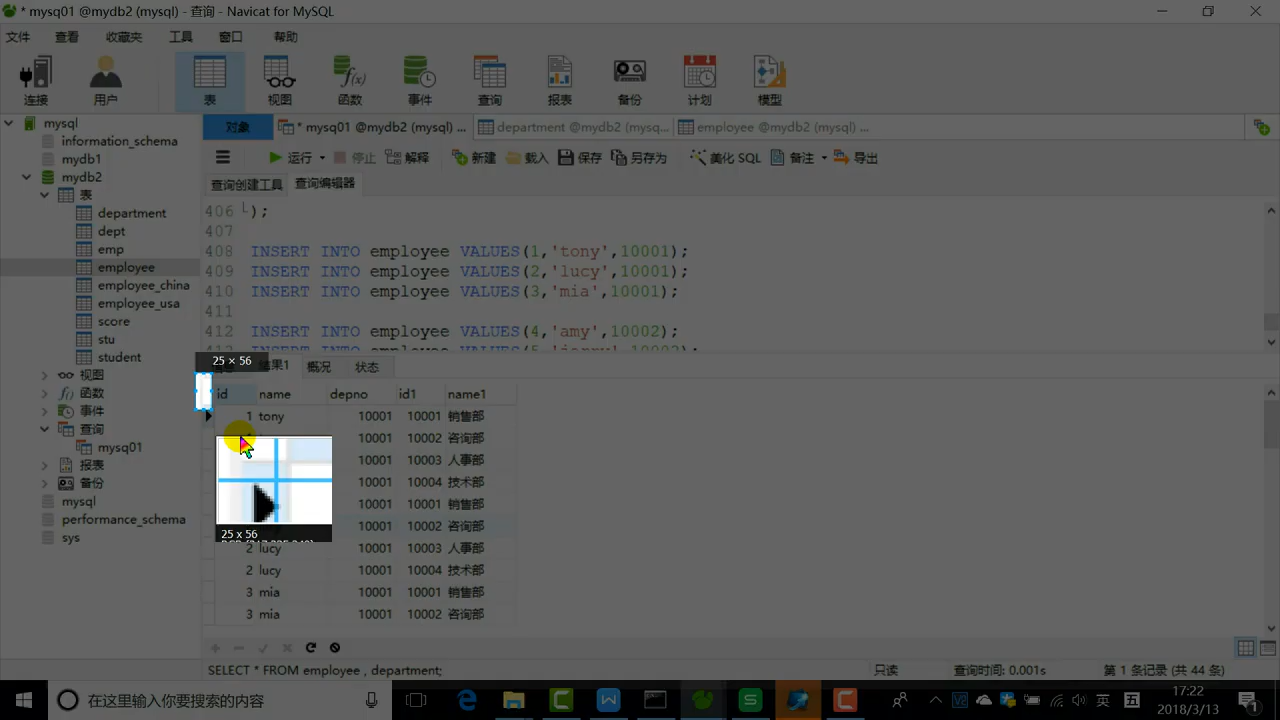 * mysq01 @mydb2 (mysql) - 查询 - Navicat for MySQL
文件 查看 收藏夹 工具 窗口 帮助
连接 用户 表 视图 函数 事件 查询 报表 备份 计划 模型
对象 * mysq01 @mydb2 (mysql) ... department @mydb2 (mysq... employee @mydb2 (mysql) ...
运行 停止 解释 新建 载入 保存 另存为 美化 SQL 备注 导出
查询创建工具 查询编辑器
mysql
information_schema
mydb1
mydb2
表
department
dept
emp
employee
employee_china
employee_usa
score
stu
student
视图
函数
事件
查询
mysq01
报表
备份
mysql
performance_schema
sys
406 );
407
408 INSERT INTO employee VALUES(1,'tony',10001);
409 INSERT INTO employee VALUES(2,'lucy',10001);
410 INSERT INTO employee VALUES(3,'mia',10001);
411
412 INSERT INTO employee VALUES(4,'amy',10002);
25 × 56
结果1 概况 状态
id name depno id1 name1
1 tony 10001 10001 销售部
10001 10002 咨询部
10001 10003 人事部
10001 10004 技术部
10001 10001 销售部
10001 10002 咨询部
2 lucy 10001 10003 人事部
2 lucy 10001 10004 技术部
3 mia 10001 10001 销售部
3 mia 10001 10002 咨询部
25 x 56
SELECT * FROM employee , department; 只读 查询时间: 0.001s 第 1 条记录 (共 44 条)
在这里输入你要搜索的内容
英
五
17:22
2018/3/13
1